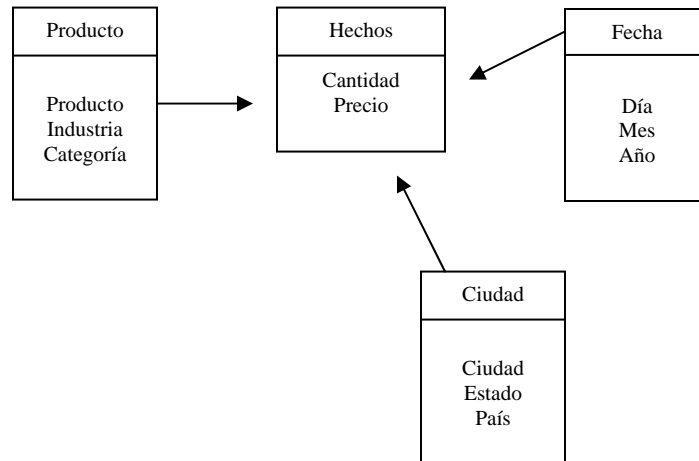 Producto
Producto
Industria
Categoría
Hechos
Cantidad
Precio
Fecha
Día
Mes
Año
Ciudad
Ciudad
Estado
País